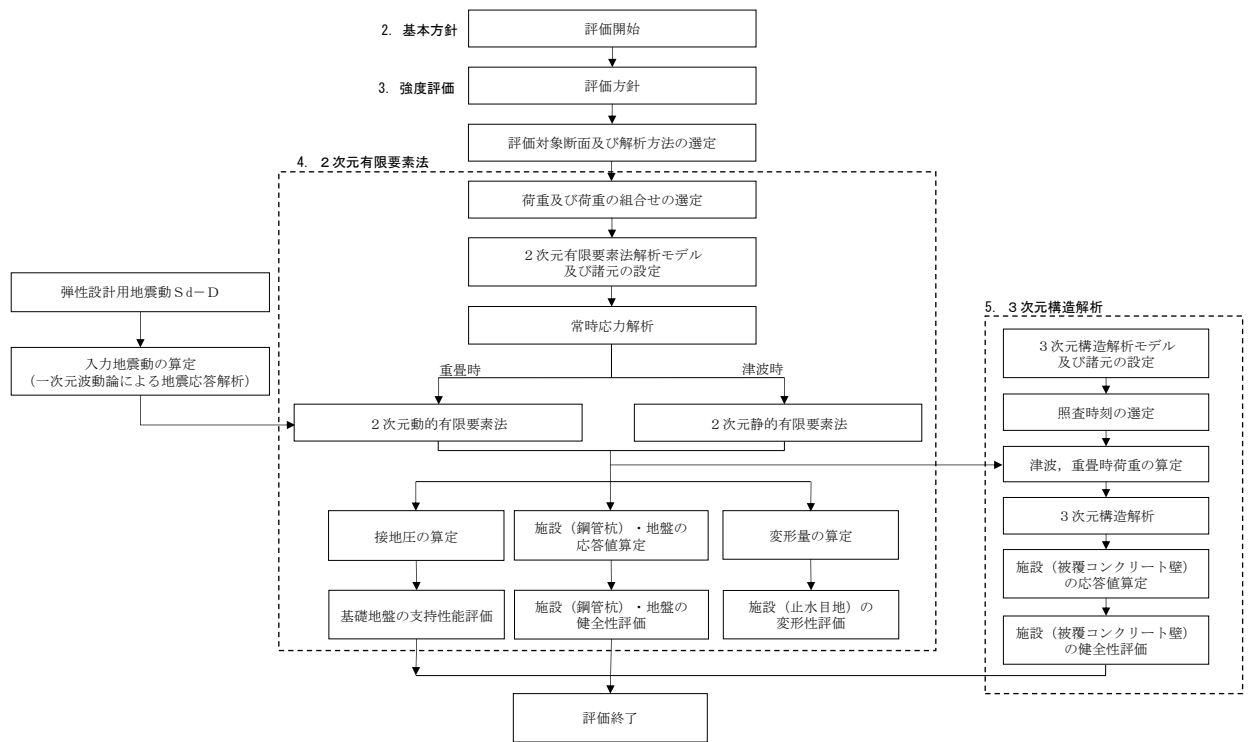 2. 基本方針
評価開始
3. 強度評価
評価方針
評価対象断面及び解析方法の選定
4. ２次元有限要素法
荷重及び荷重の組合せの選定
２次元有限要素法解析モデル
及び諸元の設定
常時応力解析
弾性設計用地震動Ｓｄ－Ｄ
入力地震動の算定
（一次元波動論による地震応答解析）
重畳時
津波時
２次元動的有限要素法
２次元静的有限要素法
接地圧の算定
施設（鋼管杭）・地盤の
応答値算定
変形量の算定
基礎地盤の支持性能評価
施設（鋼管杭）・地盤の
健全性評価
施設（止水目地）の
変形性評価
5. ３次元構造解析
３次元構造解析モデル
及び諸元の設定
照査時刻の選定
津波，重畳時荷重の算定
３次元構造解析
施設（被覆コンクリート壁）
の応答値算定
施設（被覆コンクリート壁）
の健全性評価
評価終了